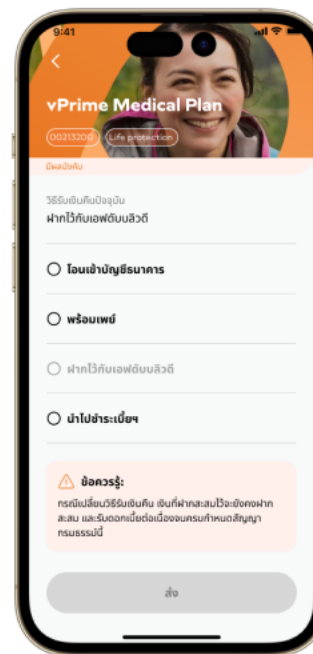 9:41
vPrime Medical Plan
00213200
Life protection
มีผลบังคับ
วิธีรับเงินคืนปัจจุบัน
ฝากไว้กับเอฟดับบลิวดี
โอนเข้าบัญชีธนาคาร
พร้อมเพย์
ฝากไว้กับเอฟดับบลิวดี
นำไปชำระเบี้ยฯ
ข้อควรรู้:
กรณีเปลี่ยนวิธีรับเงินคืน เงินที่ฝากสะสมไว้จะยังคงฝาก
สะสม และรับดอกเบี้ยต่อเนื่องจนครบกำหนดสัญญา
กรมธรรม์นี้
ส่ง